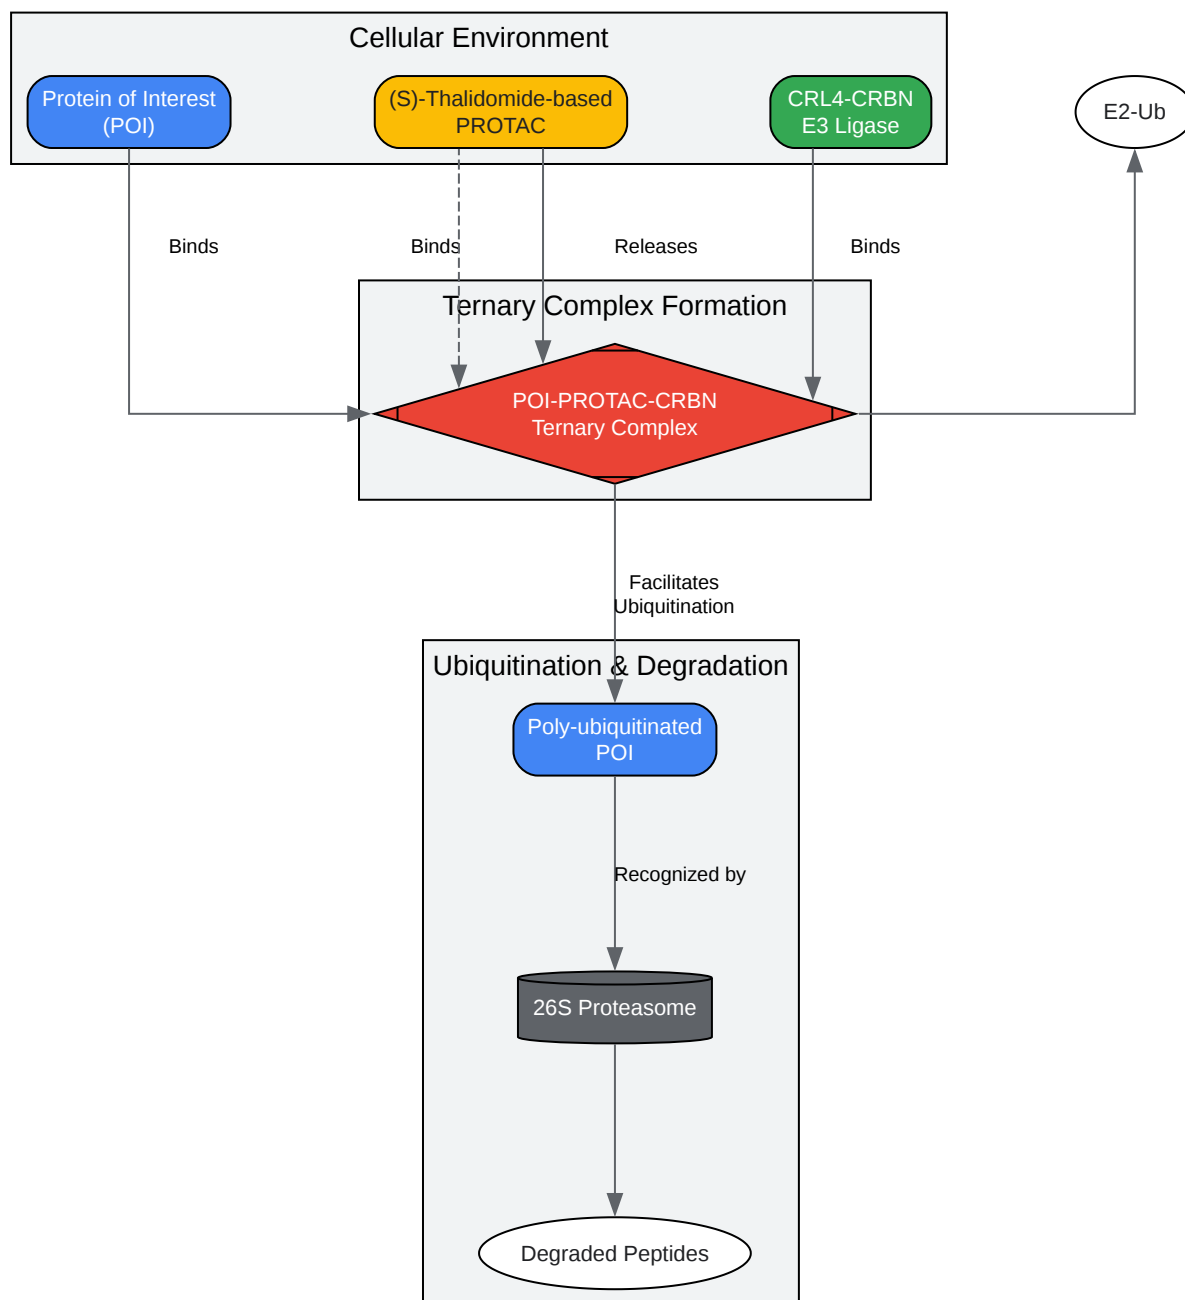 Cellular Environment
Protein of Interest
(POI)
(S)-Thalidomide-based
PROTAC
CRL4-CRBN
E3 Ligase
E2-Ub
Binds
Binds
Releases
Binds
Ternary Complex Formation
POI-PROTAC-CRBN
Ternary Complex
Facilitates
Ubiquitination
Ubiquitination & Degradation
Poly-ubiquitinated
POI
Recognized by
26S Proteasome
Degraded Peptides